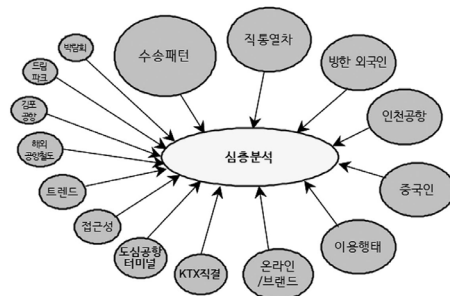 박람회
수송패턴
직통열차
방한 외국인
드림
파크
김포
공항
인천공항
해외
공항철도
심층분석
트렌드
중국인
접근성
도심공항
터미널
KTX직결
온라인
/브랜드
이용행태